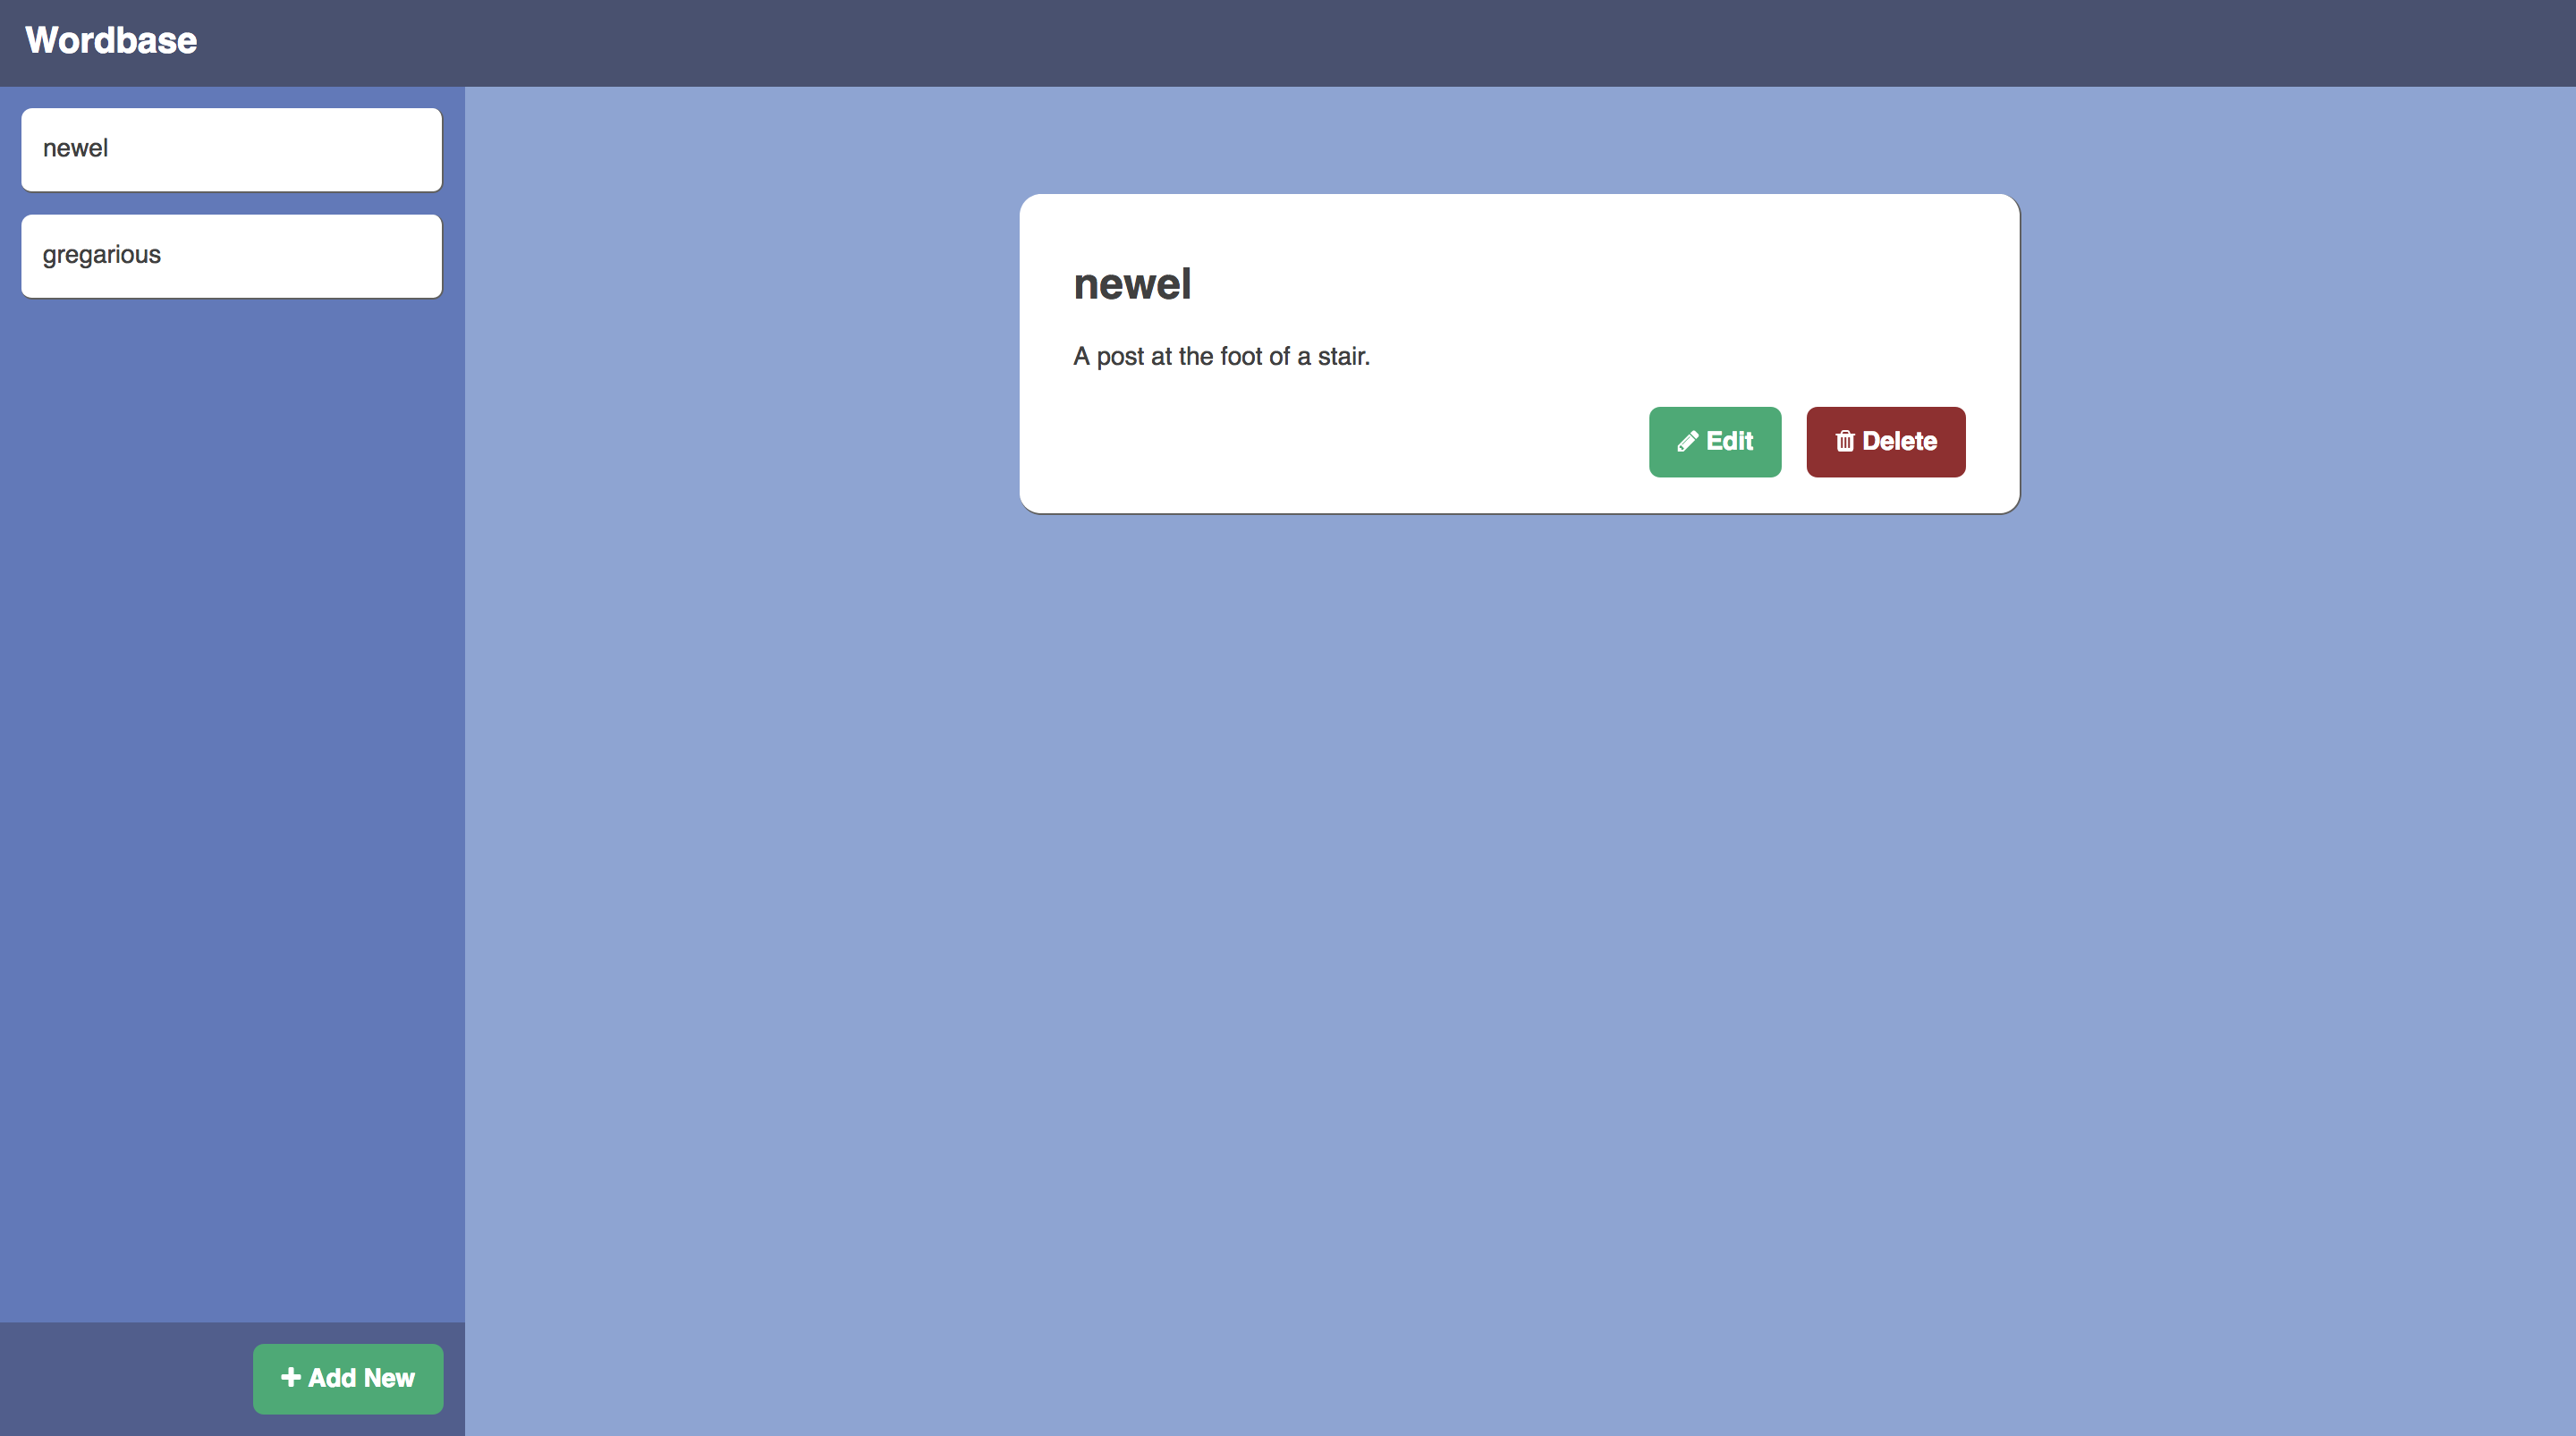 Wordbase
newel
gregarious
newel
A post at the foot of a stair.
Edit
Delete
Add New